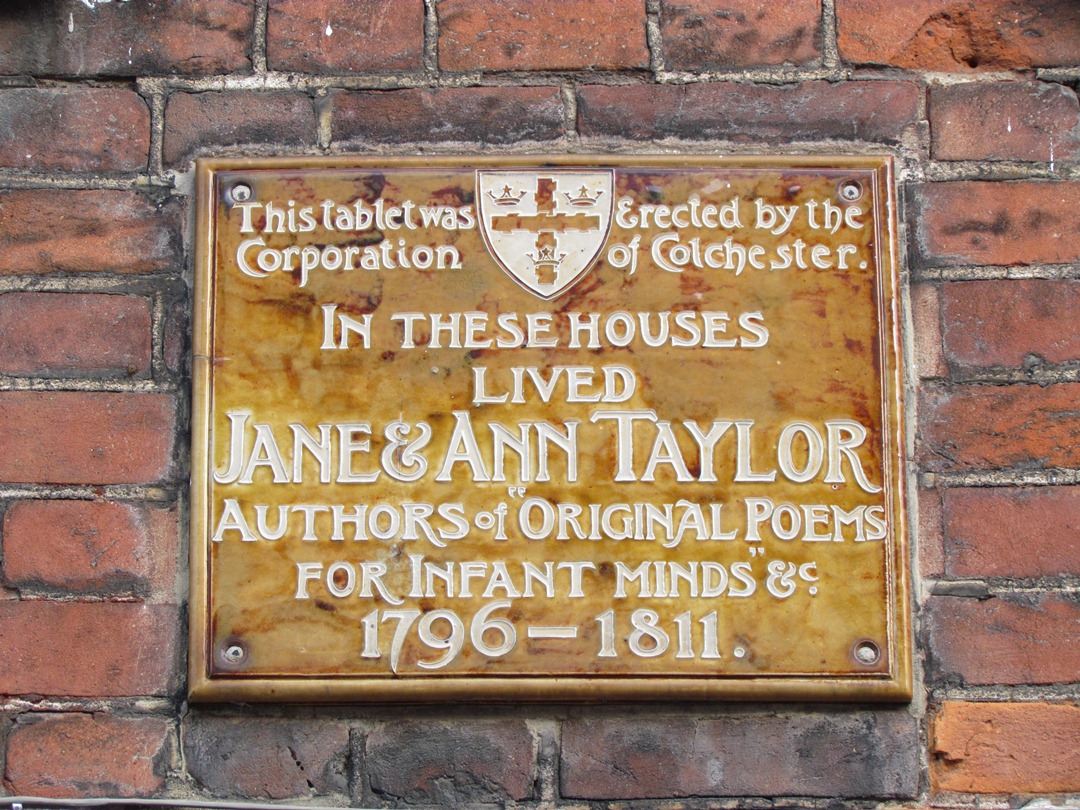 This tablet was Erected by the
Corporation of Colchester.
IN THESE HOUSES
LIVED
JANE & ANN TAYLOR
AUTHORS of "ORIGINAL POEMS
FOR INFANT MINDS" &c.
1796 – 1811.